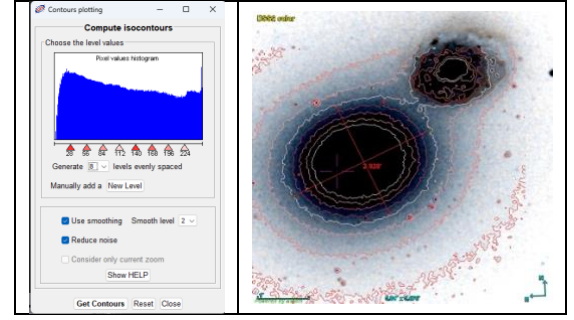 Contours plotting
Compute isocontours
Choose the level values
Pixel values histogram
28 56 84 112 140 168 196 224
Generate 8 levels evenly spaced
Manually add a New Level
Use smoothing Smooth level 2
Reduce noise
Consider only current zoom
Show HELP
Get Contours Reset Close
DSS2 color
2.928'
N
E